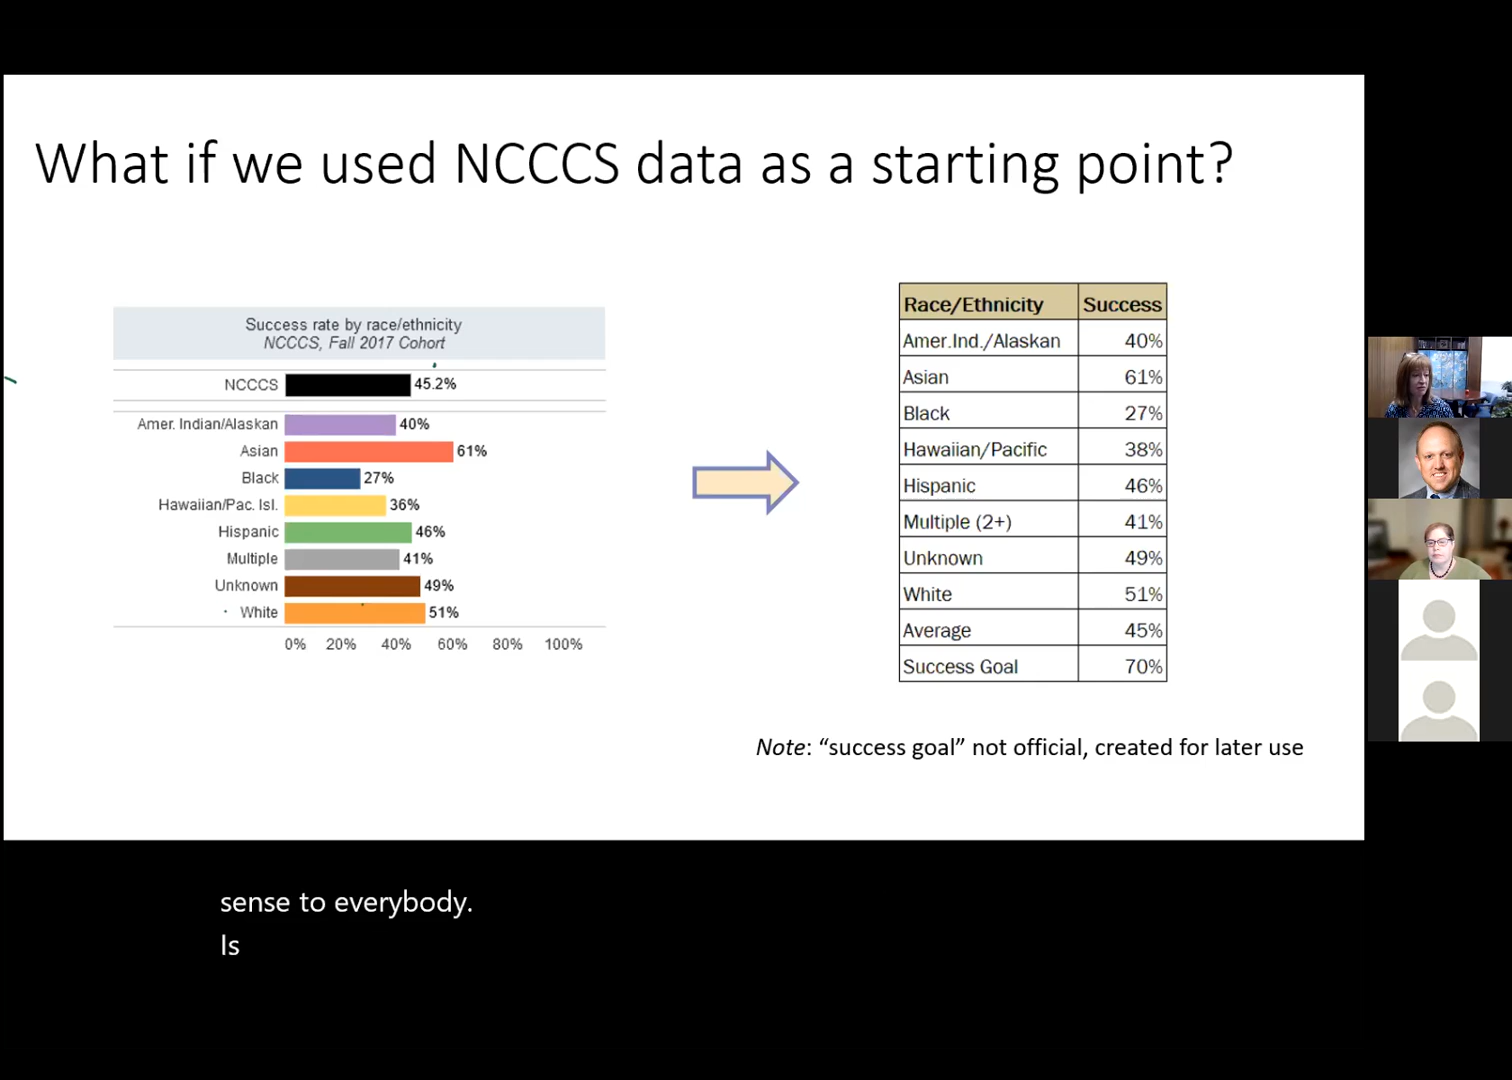 What if we used NCCCS data as a starting point?
Success rate by race/ethnicity
NCCCS, Fall 2017 Cohort
NCCCS 45.2%
Amer. Indian/Alaskan 40%
Asian 61%
Black 27%
Hawaiian/Pac. Isl. 36%
Hispanic 46%
Multiple 41%
Unknown 49%
White 51%
0% 20% 40% 60% 80% 100%
Race/Ethnicity Success
Amer.Ind./Alaskan 40%
Asian 61%
Black 27%
Hawaiian/Pacific 38%
Hispanic 46%
Multiple (2+) 41%
Unknown 49%
White 51%
Average 45%
Success Goal 70%
Note: “success goal” not official, created for later use
sense to everybody.
Is